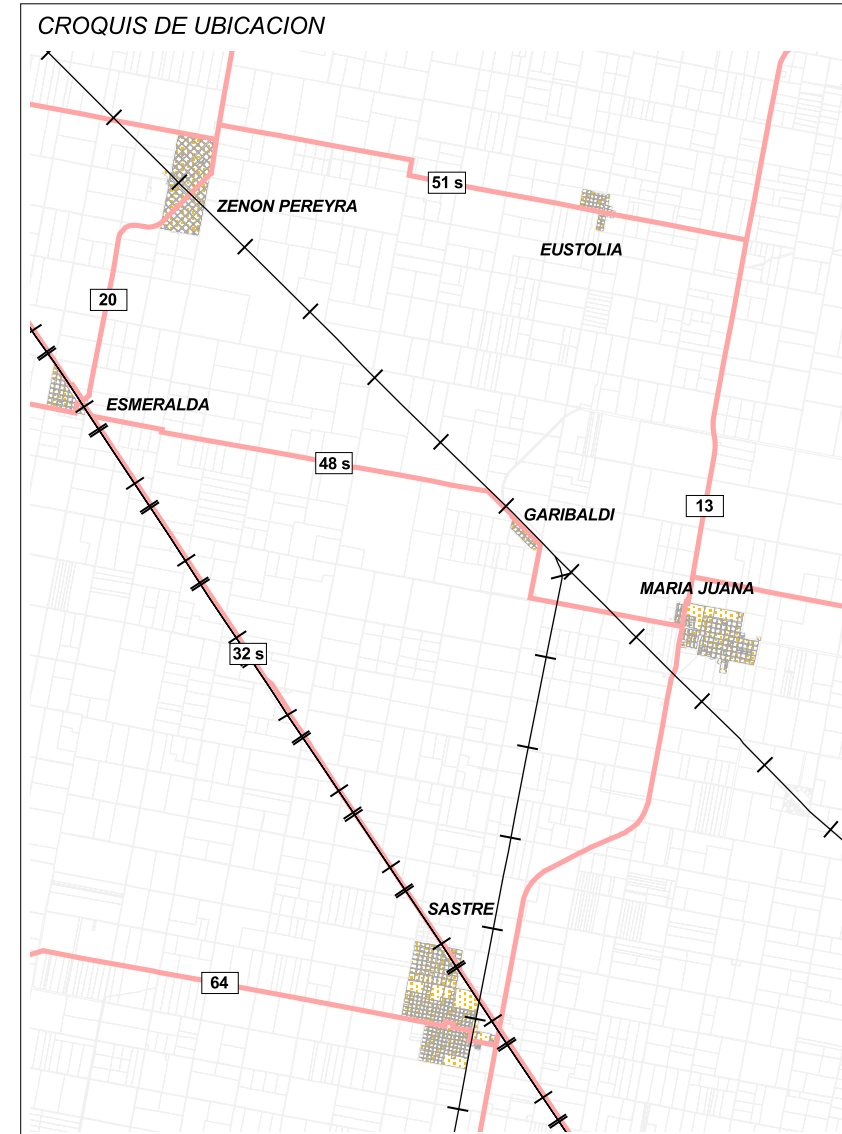 CROQUIS DE UBICACION
51 s
ZENON PEREYRA
EUSTOLIA
20
ESMERALDA
48 s
GARIBALDI
13
MARIA JUANA
32 s
SASTRE
64